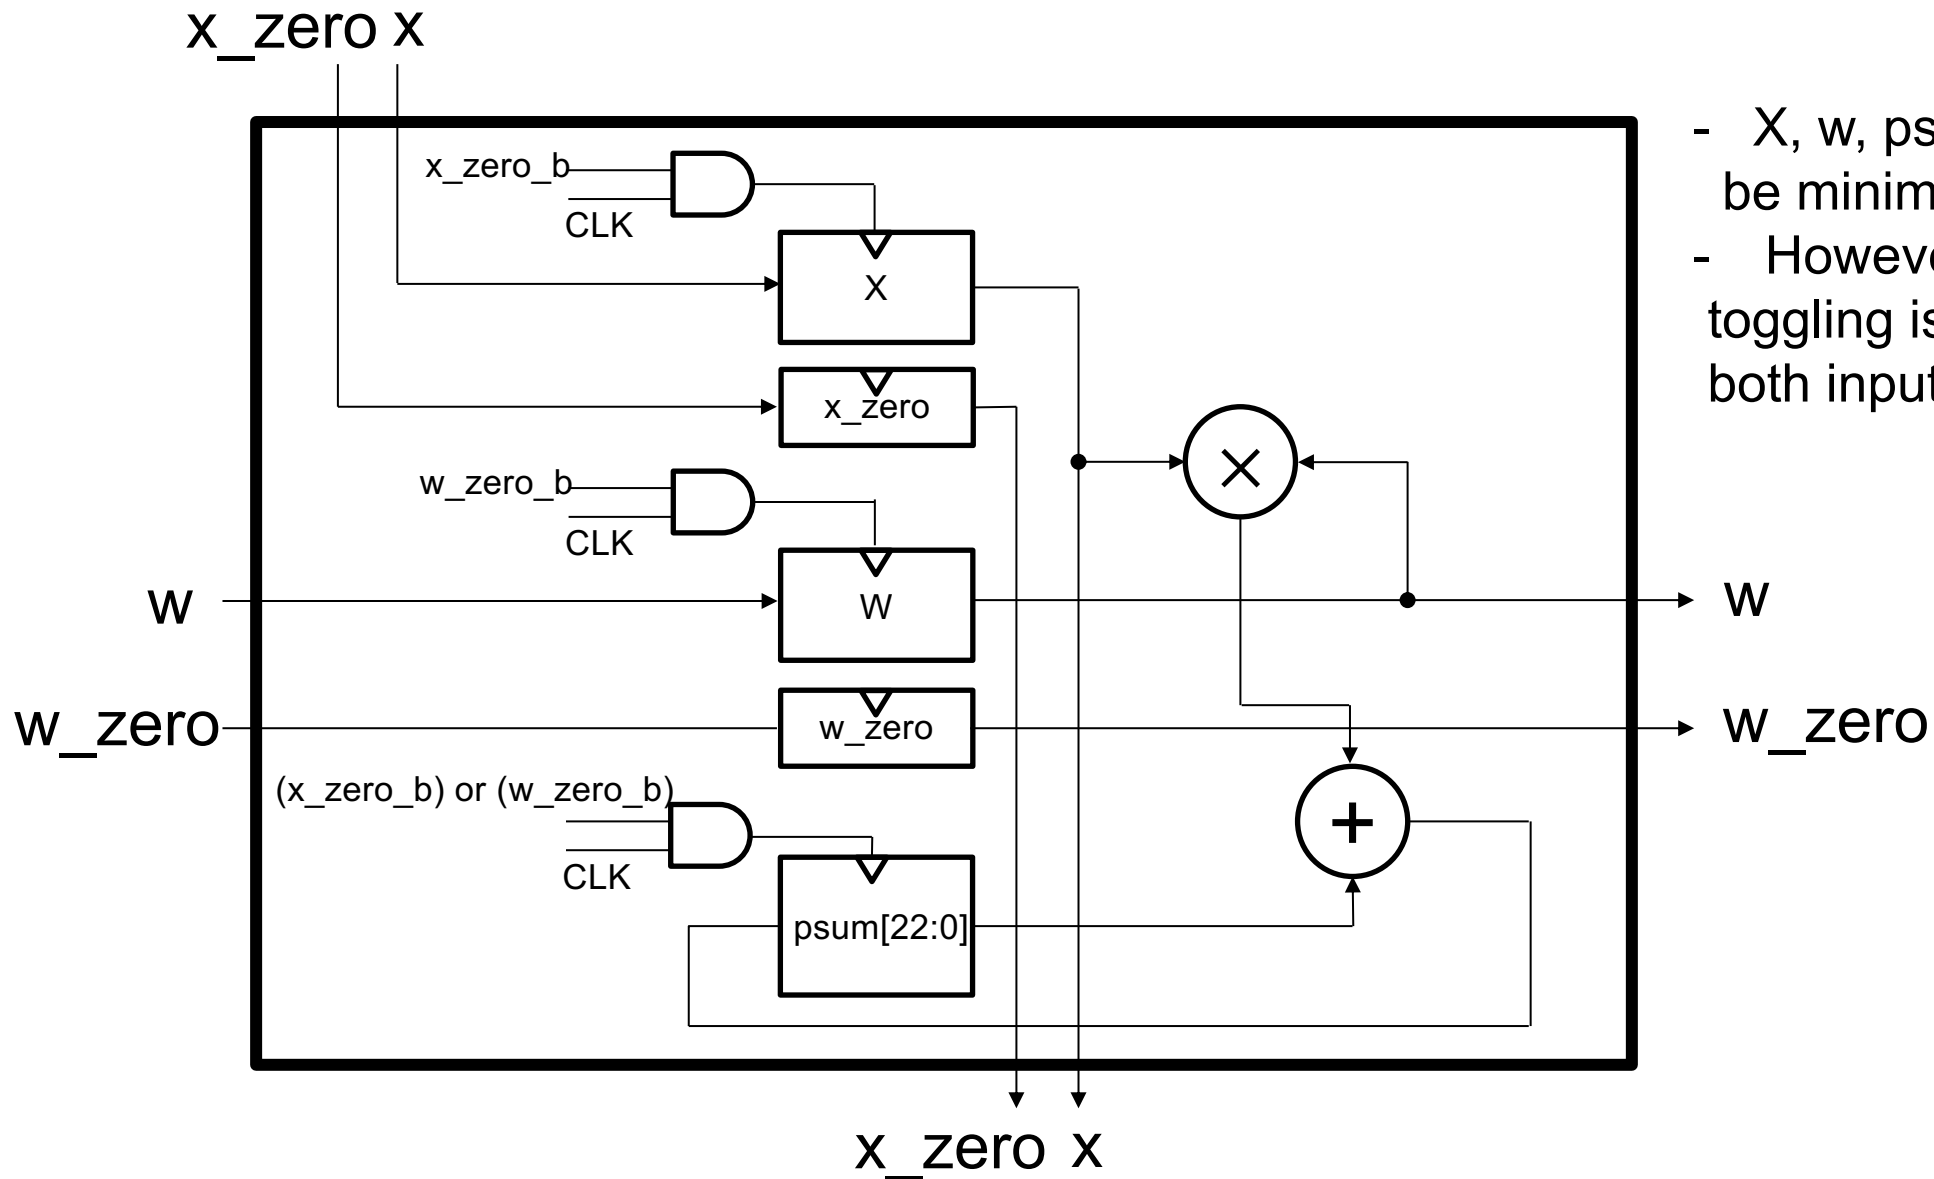 x_zero x
- X, w, ps
be minim
- Howeve
toggling is
both input
x_zero_b
CLK
X
x_zero
w_zero_b
CLK
w
W
w
w_zero
w_zero
w_zero
(x_zero_b) or (w_zero_b)
CLK
psum[22:0]
x_zero x